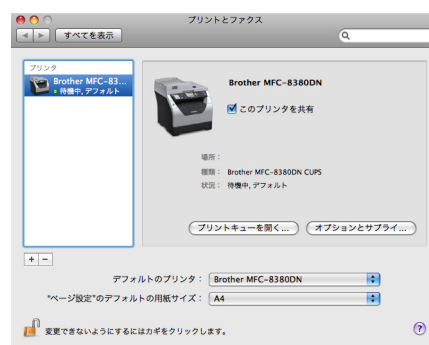 プリントとファクス
すべてを表示
プリンタ
Brother MFC-83...
待機中, デフォルト
Brother MFC-8380DN
このプリンタを共有
場所：
種類： Brother MFC-8380DN CUPS
状況： 待機中, デフォルト
プリントキューを開く...
オプションとサプライ...
+ −
デフォルトのプリンタ： Brother MFC-8380DN
"ページ設定"のデフォルトの用紙サイズ： A4
変更できないようにするにはカギをクリックします。
?